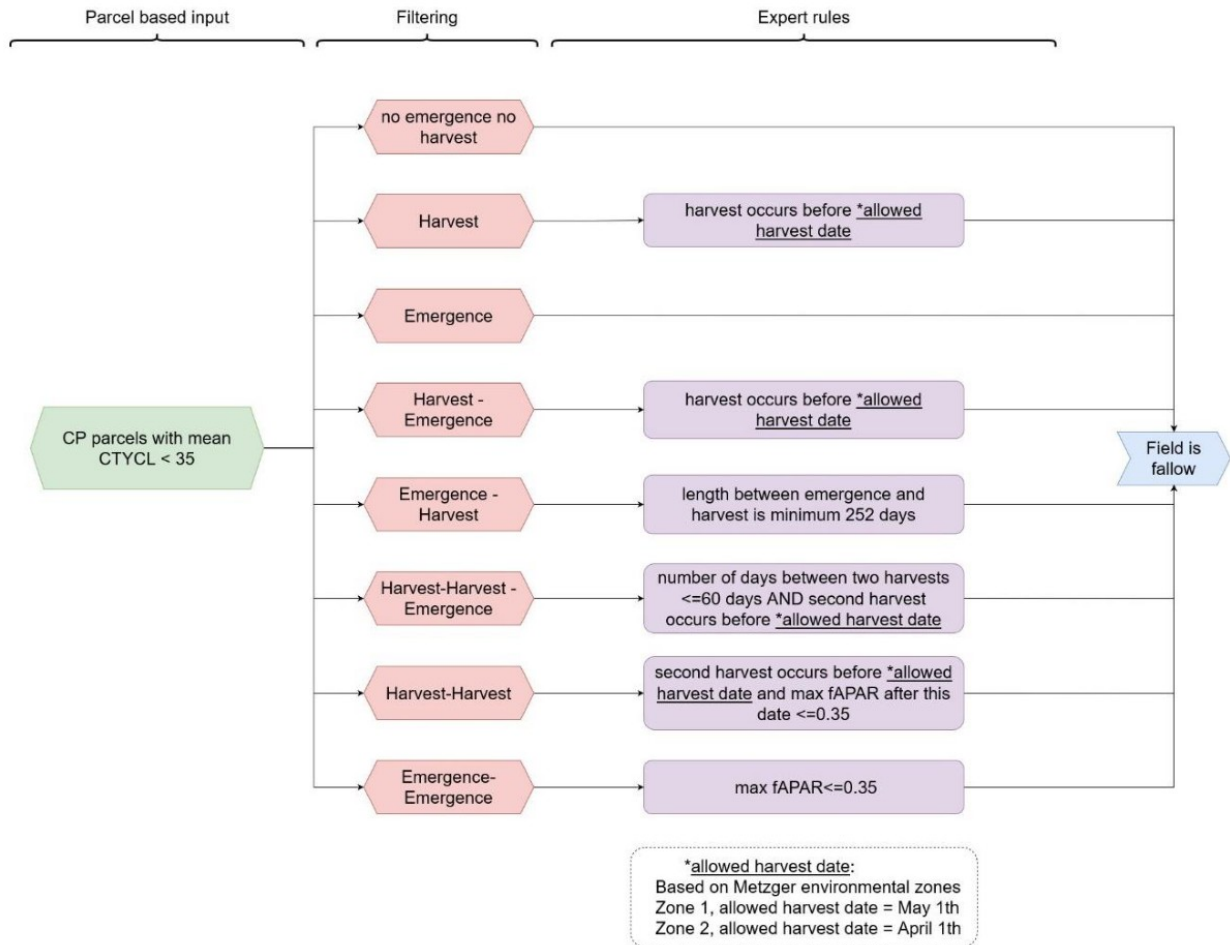 Parcel based input
Filtering
Expert rules
no emergence no
harvest
Harvest
harvest occurs before *allowed
harvest date
Emergence
Harvest -
Emergence
harvest occurs before *allowed
harvest date
CP parcels with mean
CTYCL < 35
Field is
fallow
Emergence -
Harvest
length between emergence and
harvest is minimum 252 days
Harvest-Harvest -
Emergence
number of days between two harvests
<=60 days AND second harvest
occurs before *allowed harvest date
Harvest-Harvest
second harvest occurs before *allowed
harvest date and max fAPAR after this
date <=0.35
Emergence-
Emergence
max fAPAR<=0.35
*allowed harvest date:
Based on Metzger environmental zones
Zone 1, allowed harvest date = May 1th
Zone 2, allowed harvest date = April 1th